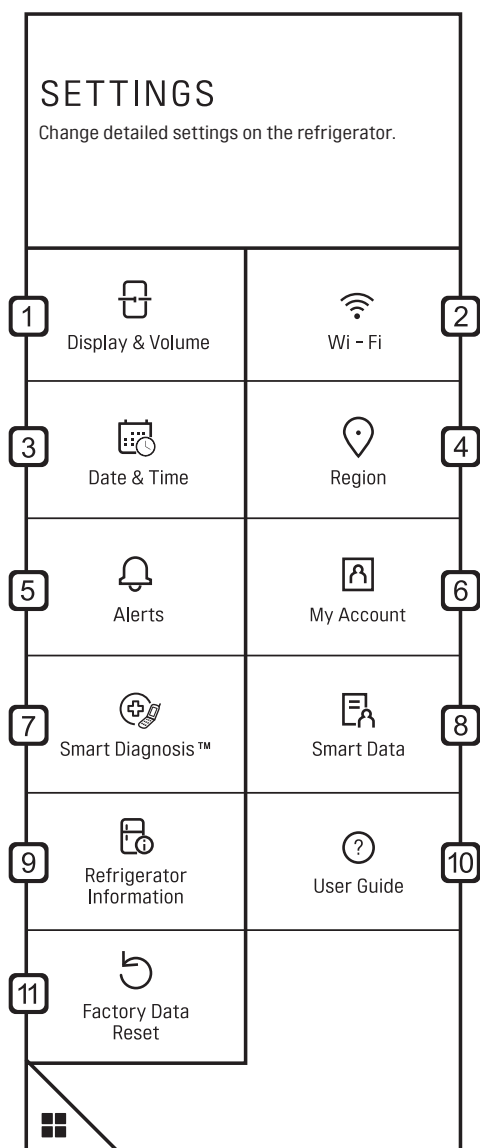 SETTINGS
Change detailed settings on the refrigerator.
1
Display & Volume
2
Wi - Fi
3
Date & Time
4
Region
5
Alerts
6
My Account
7
Smart Diagnosis™
8
Smart Data
9
Refrigerator
Information
10
User Guide
11
Factory Data
Reset